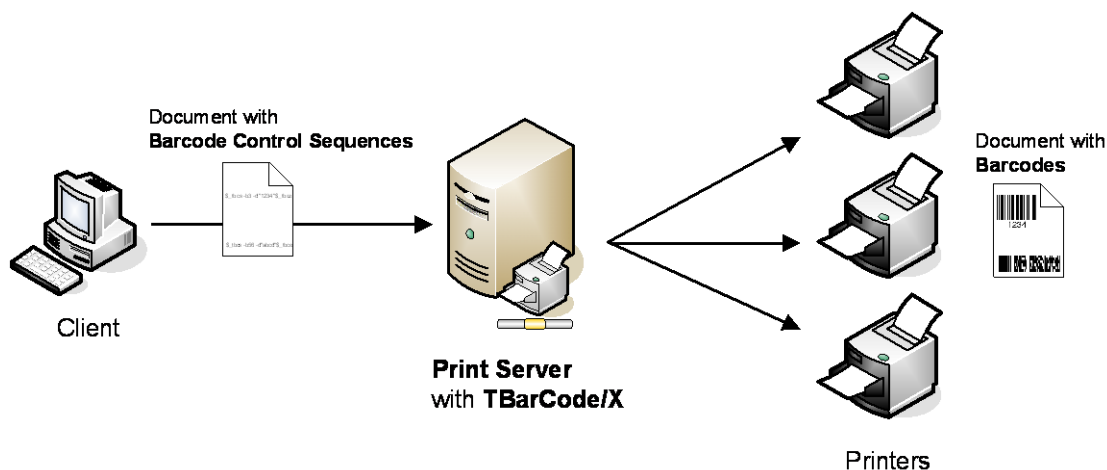 Document with
Barcode Control Sequences
Client
Print Server
with TBarCode/X
Document with
Barcodes
1234
Printers